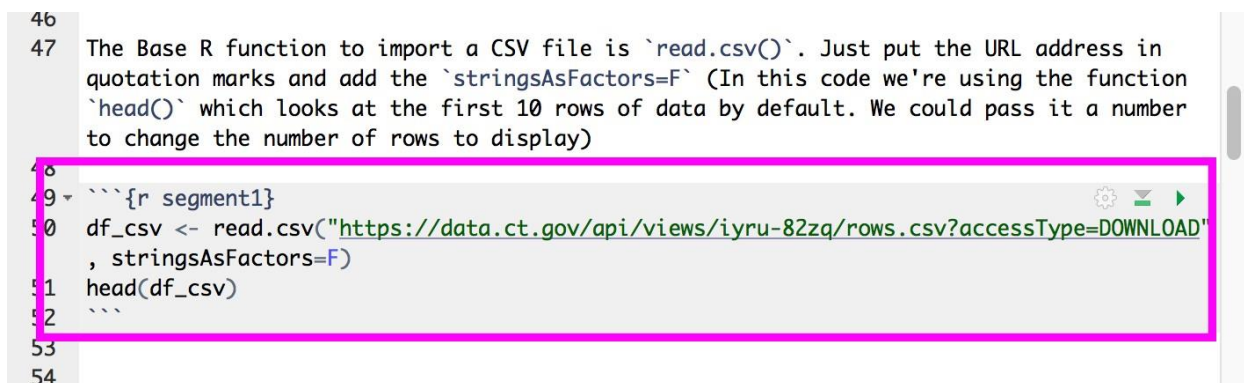 46
47 The Base R function to import a CSV file is `read.csv()`. Just put the URL address in
quotation marks and add the `stringsAsFactors=F` (In this code we're using the function
`head()` which looks at the first 10 rows of data by default. We could pass it a number
to change the number of rows to display)
48
49 ```{r segment1}
50 df_csv <- read.csv("https://data.ct.gov/api/views/iyru-82zq/rows.csv?accessType=DOWNLOAD"
, stringsAsFactors=F)
51 head(df_csv)
52 ```
53
54